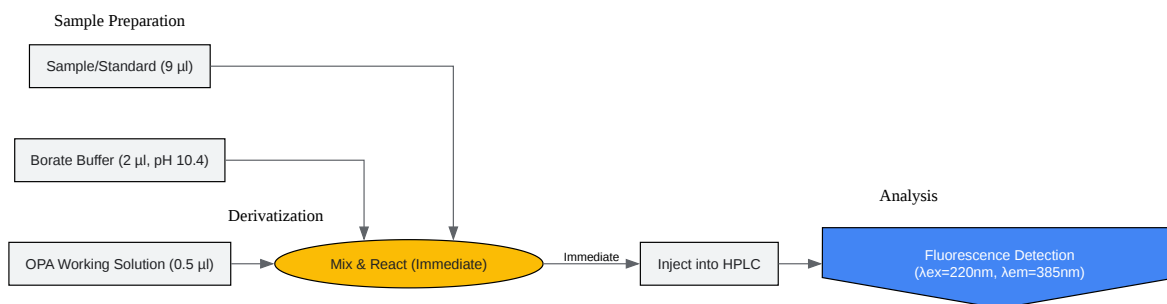 Sample Preparation
Sample/Standard (9 µl)
Borate Buffer (2 µl, pH 10.4)
Derivatization
Analysis
OPA Working Solution (0.5 µl)
Mix & React (Immediate)
Immediate
Inject into HPLC
Fluorescence Detection
(λex=220nm, λem=385nm)